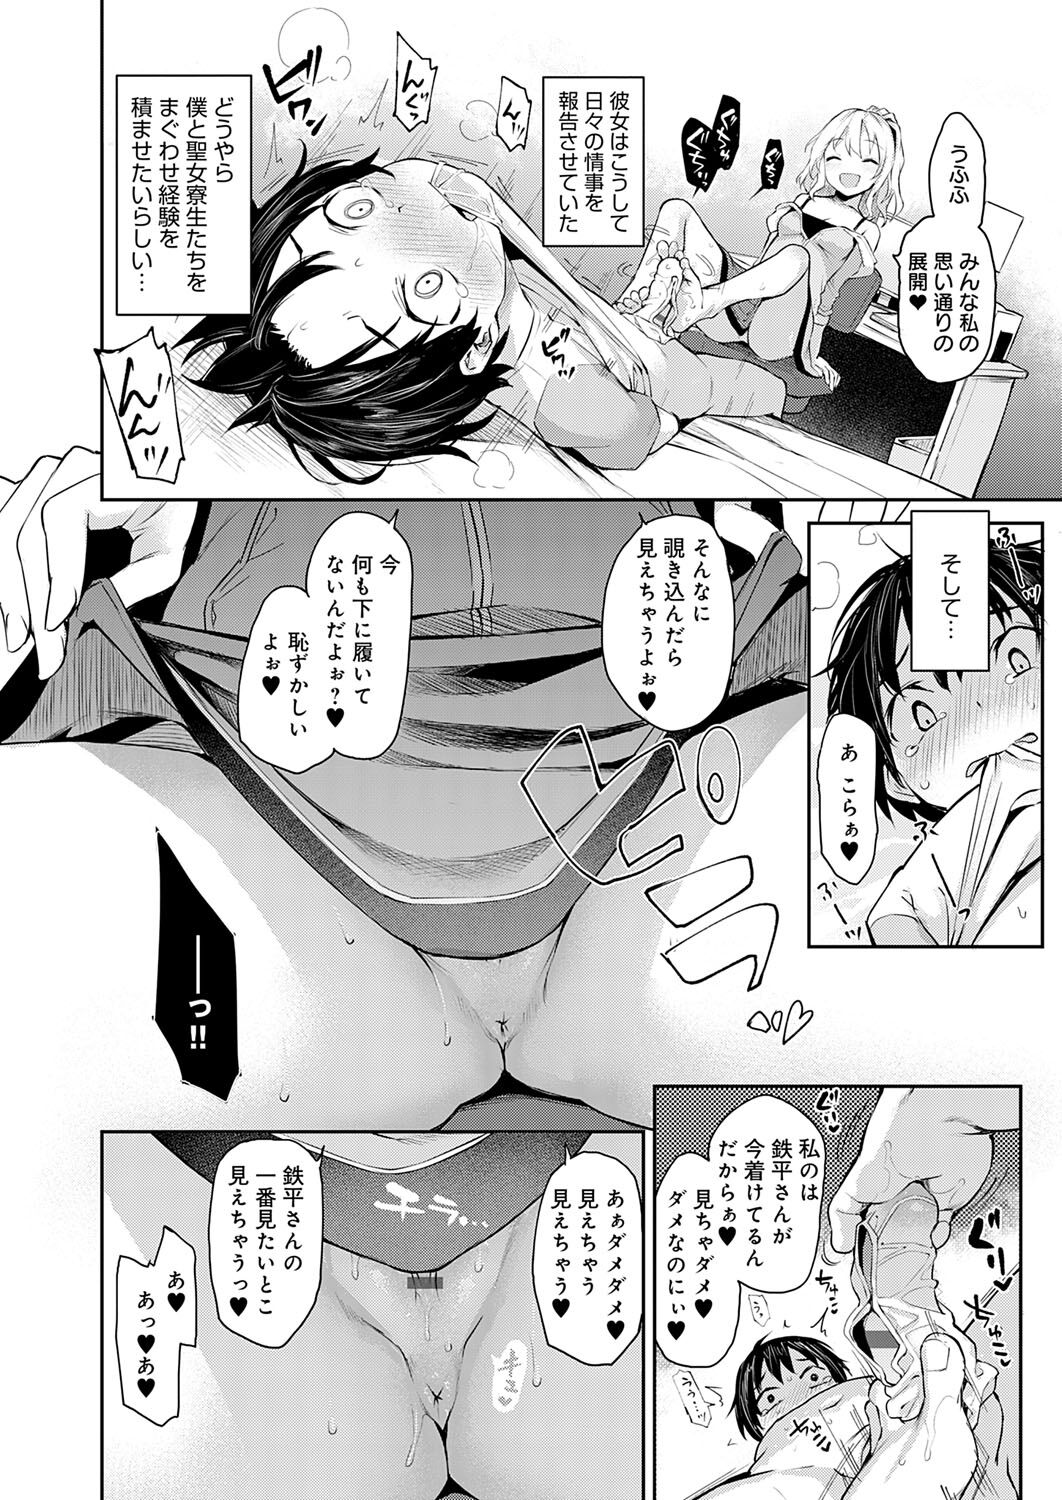 うふふ
みんな私の
思い通りの
展開♥
彼女はこうして
日々の情事を
報告させていた
どうやら
僕と聖女寮生たちを
まぐわせ経験を
積ませたいらしい…
そして…
あ こらぁ♥
そんなに
覗き込んだら
見えちゃうよぉ♥
今
何も下に履いて
ないんだよぉ?♥
恥ずかしい
よぉ♥
ピラ
──っ!!
私のは
鉄平さんが
今着けてるん
だからぁ♥
見ちゃダメ♥
ダメなのにぃ♥
あぁダメダメ♥
見えちゃう
見えちゃう♥
チラ…
鉄平さんの
一番見たいとこ
見えちゃうっ♥
キュ♥
あ♥
あっ♥あ♥